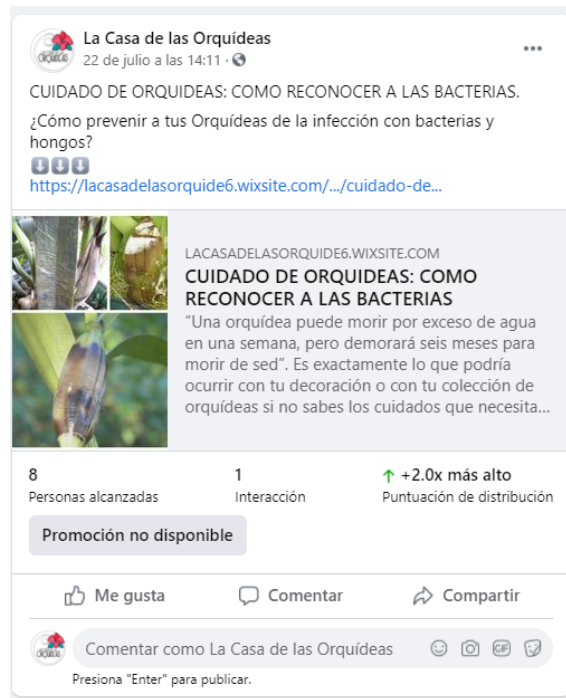 La Casa de las Orquídeas
22 de julio a las 14:11 ·
CUIDADO DE ORQUIDEAS: COMO RECONOCER A LAS BACTERIAS.
¿Cómo prevenir a tus Orquídeas de la infección con bacterias y
hongos?
https://lacasadelasorquide6.wixsite.com/.../cuidado-de...
LACASADELASORQUIDE6.WIXSITE.COM
CUIDADO DE ORQUIDEAS: COMO
RECONOCER A LAS BACTERIAS
"Una orquídea puede morir por exceso de agua
en una semana, pero demorará seis meses para
morir de sed". Es exactamente lo que podría
ocurrir con tu decoración o con tu colección de
orquídeas si no sabes los cuidados que necesita...
8 1 +2.0x más alto
Personas alcanzadas Interacción Puntuación de distribución
Promoción no disponible
Me gusta Comentar Compartir
Comentar como La Casa de las Orquídeas GIF
Presiona "Enter" para publicar.